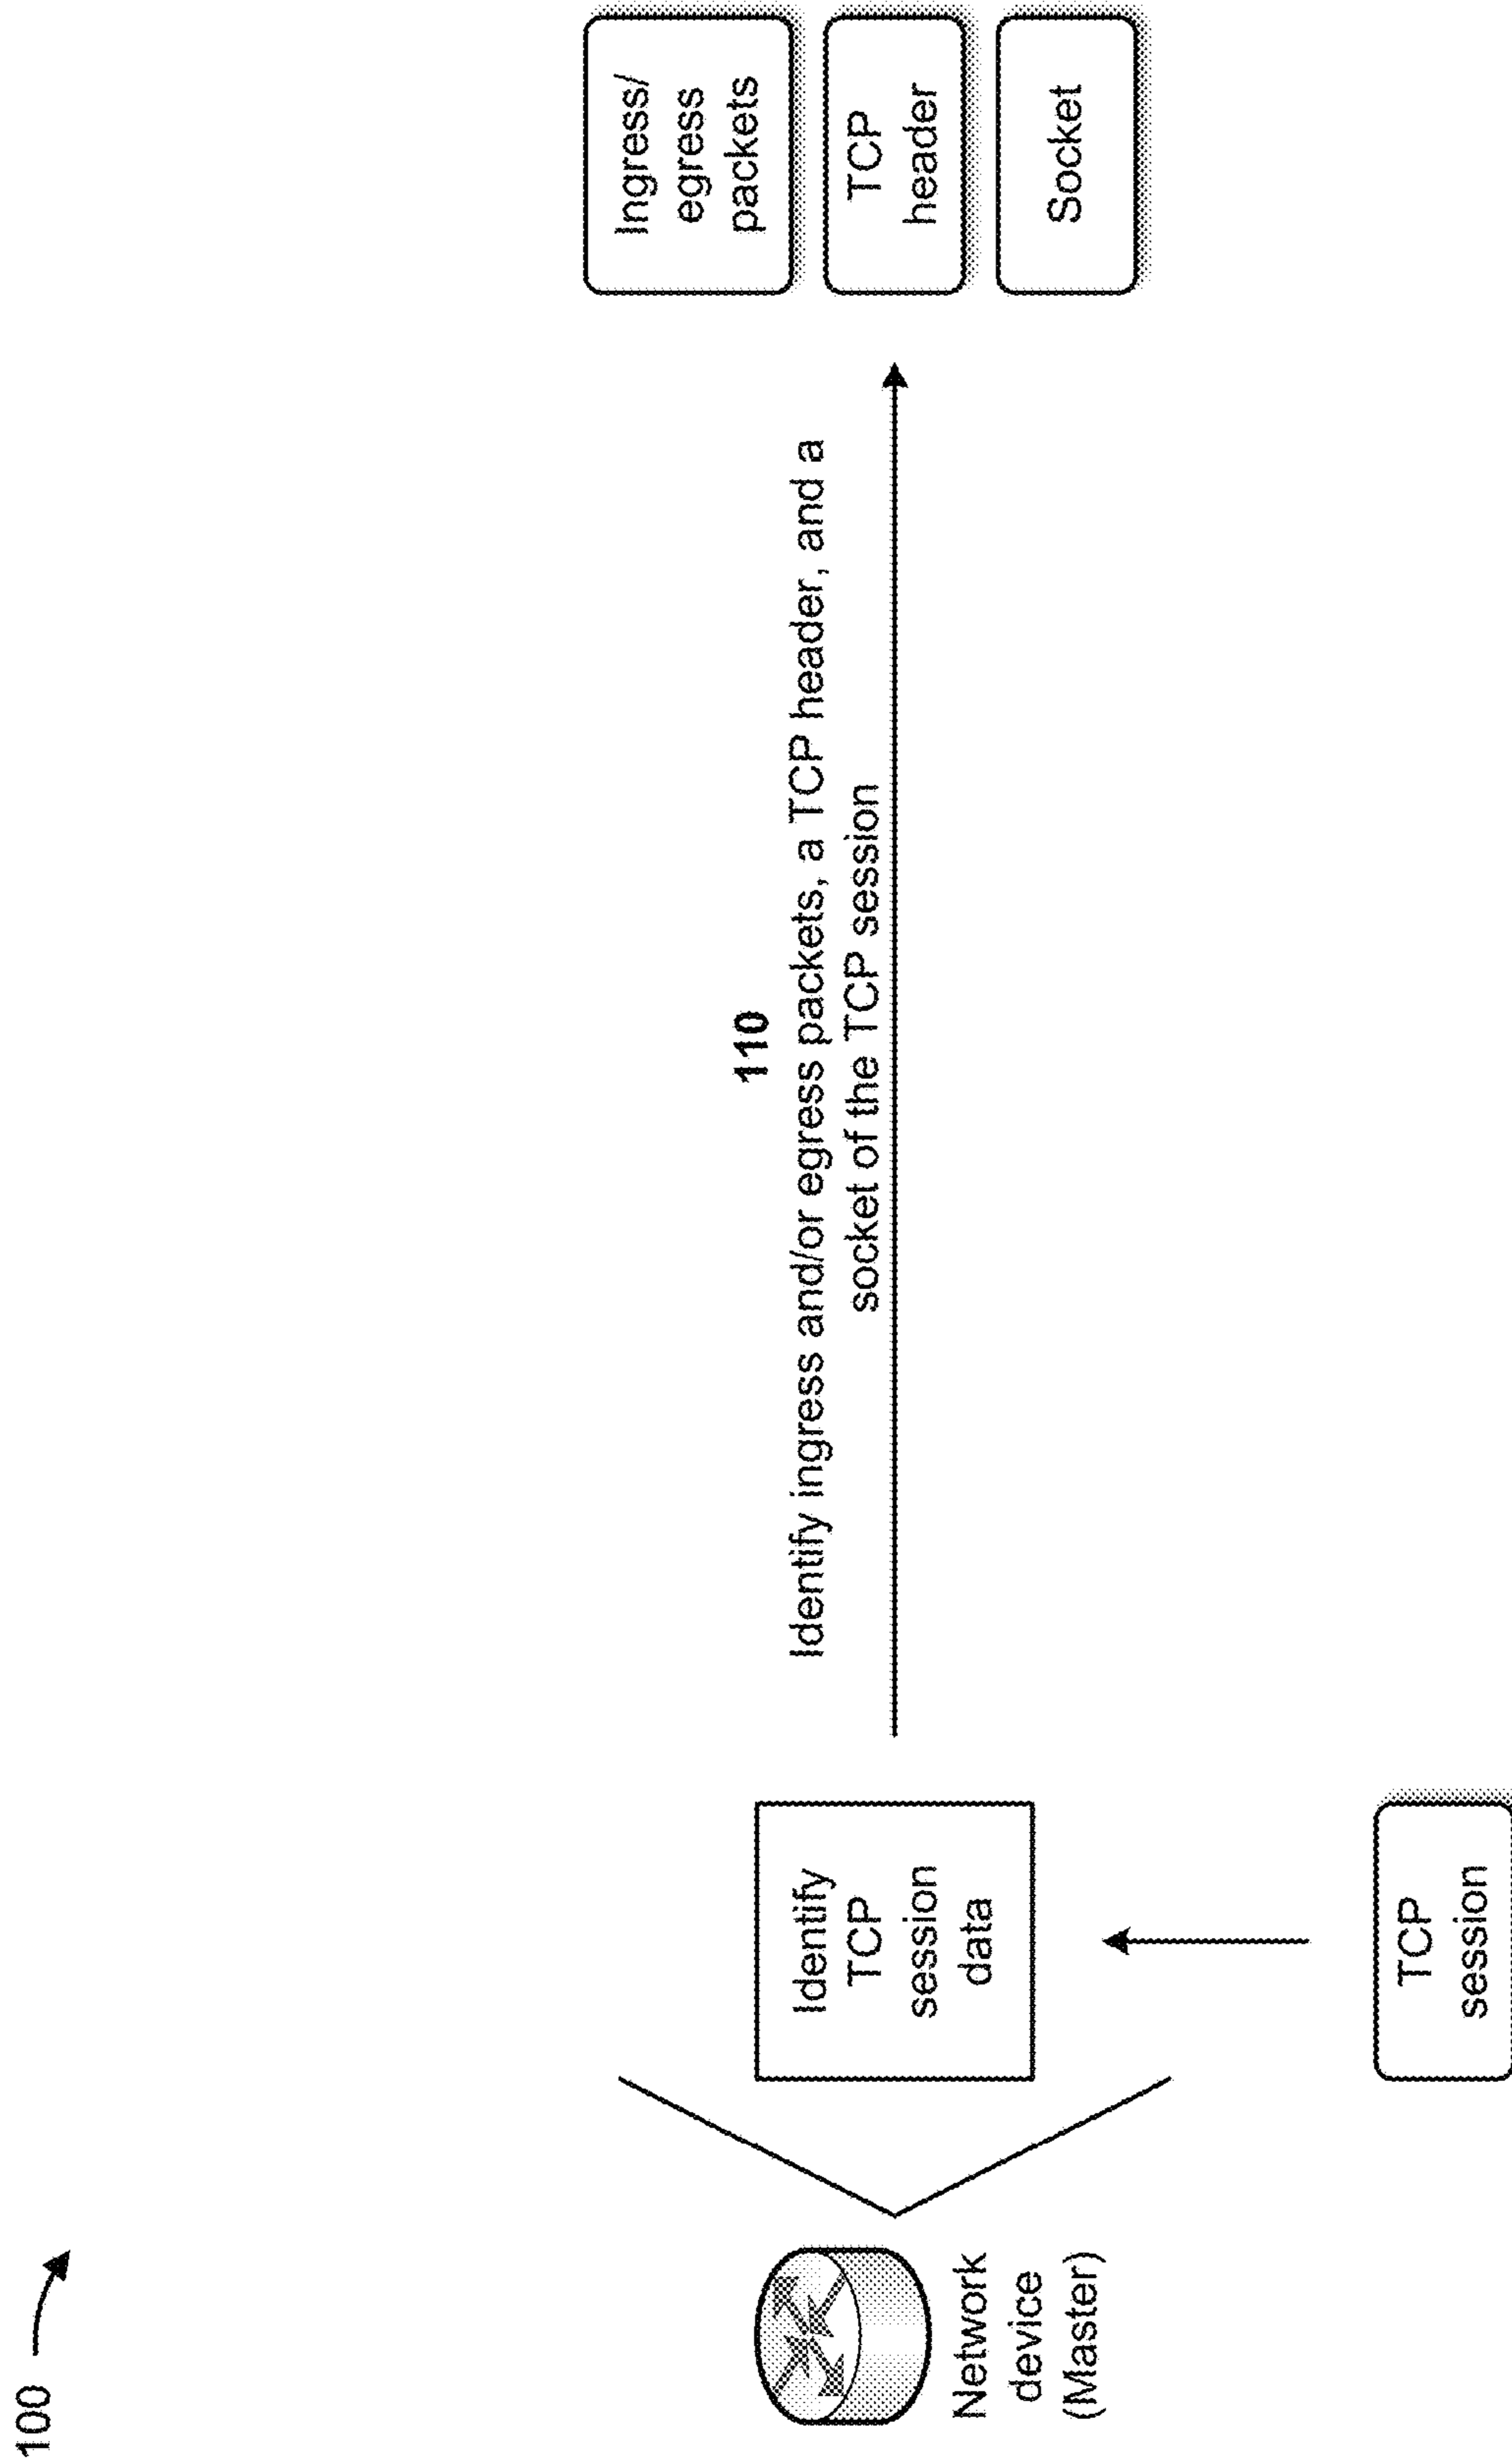 100
Network
device
(Master)
Identify
TCP
session
data
TCP
session
110
Identify ingress and/or egress packets, a TCP header, and a
socket of the TCP session
Ingress/
egress
packets
TCP
header
Socket